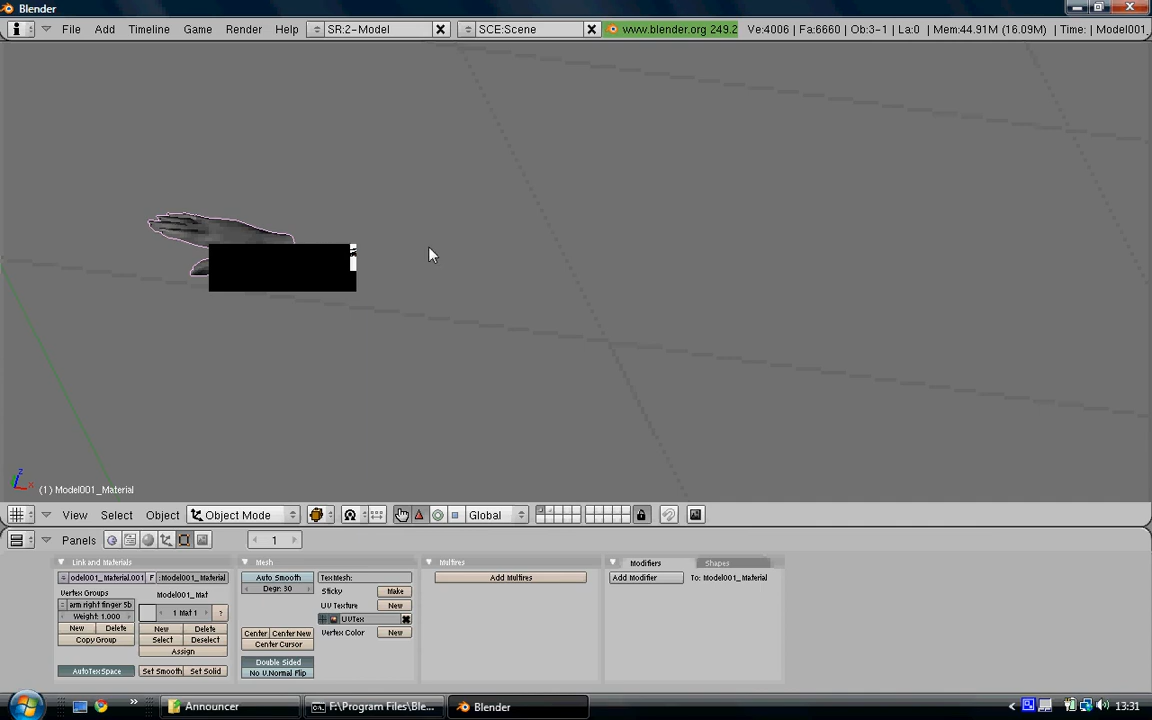 Blender
File Add Timeline Game Render Help SR:2-Model SCE:Scene www.blender.org 249.2 Ve:4006 | Fa:6660 | Ob:3-1 | La:0 | Mem:44.91M (16.09M) | Time: | Model001_
z
x
(1) Model001_Material
View Select Object Object Mode Global
Panels 1
Link and Materials Mesh Multires Modifiers Shapes
odel001_Material.001 F :Model001_Material Auto Smooth TexMesh: Add Multires Add Modifier To: Model001_Material
Degr: 30
Vertex Groups Model001_Mat Sticky Make
arm right finger 5b UV Texture New
Weight: 1.000 1 Mat 1 ? UVTex
New Delete New Delete Center Center New Vertex Color New
Copy Group Select Deselect Center Cursor
Assign
Double Sided
AutoTexSpace Set Smooth Set Solid No V.Normal Flip
Announcer F:\Program Files\Ble... Blender 13:31